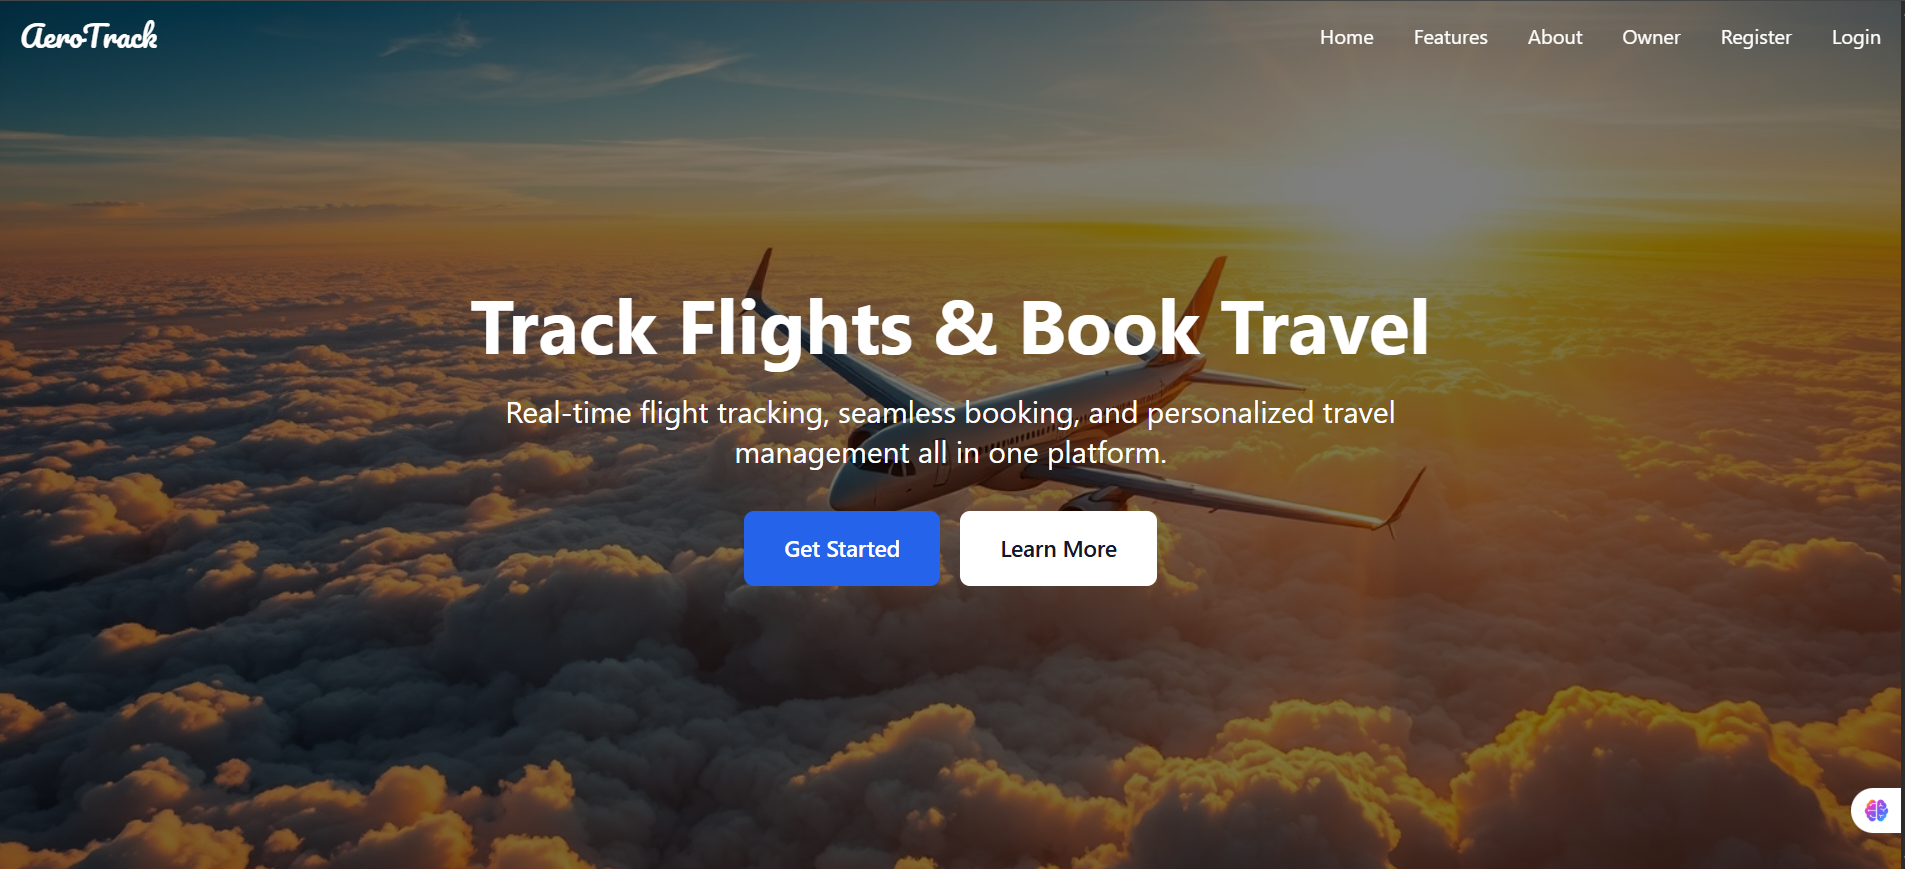 AeroTrack
Home Features About Owner Register Login
Track Flights & Book Travel
Real-time flight tracking, seamless booking, and personalized travel
management all in one platform.
Get Started Learn More